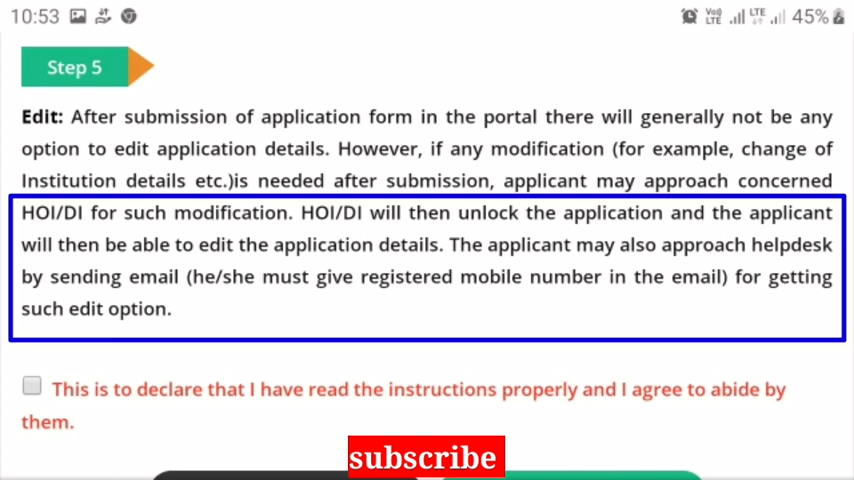 10:53 Vo) LTE LTE 45%
Step 5
Edit: After submission of application form in the portal there will generally not be any
option to edit application details. However, if any modification (for example, change of
Institution details etc.)is needed after submission, applicant may approach concerned
HOI/DI for such modification. HOI/DI will then unlock the application and the applicant
will then be able to edit the application details. The applicant may also approach helpdesk
by sending email (he/she must give registered mobile number in the email) for getting
such edit option.
This is to declare that I have read the instructions properly and I agree to abide by
them.
subscribe